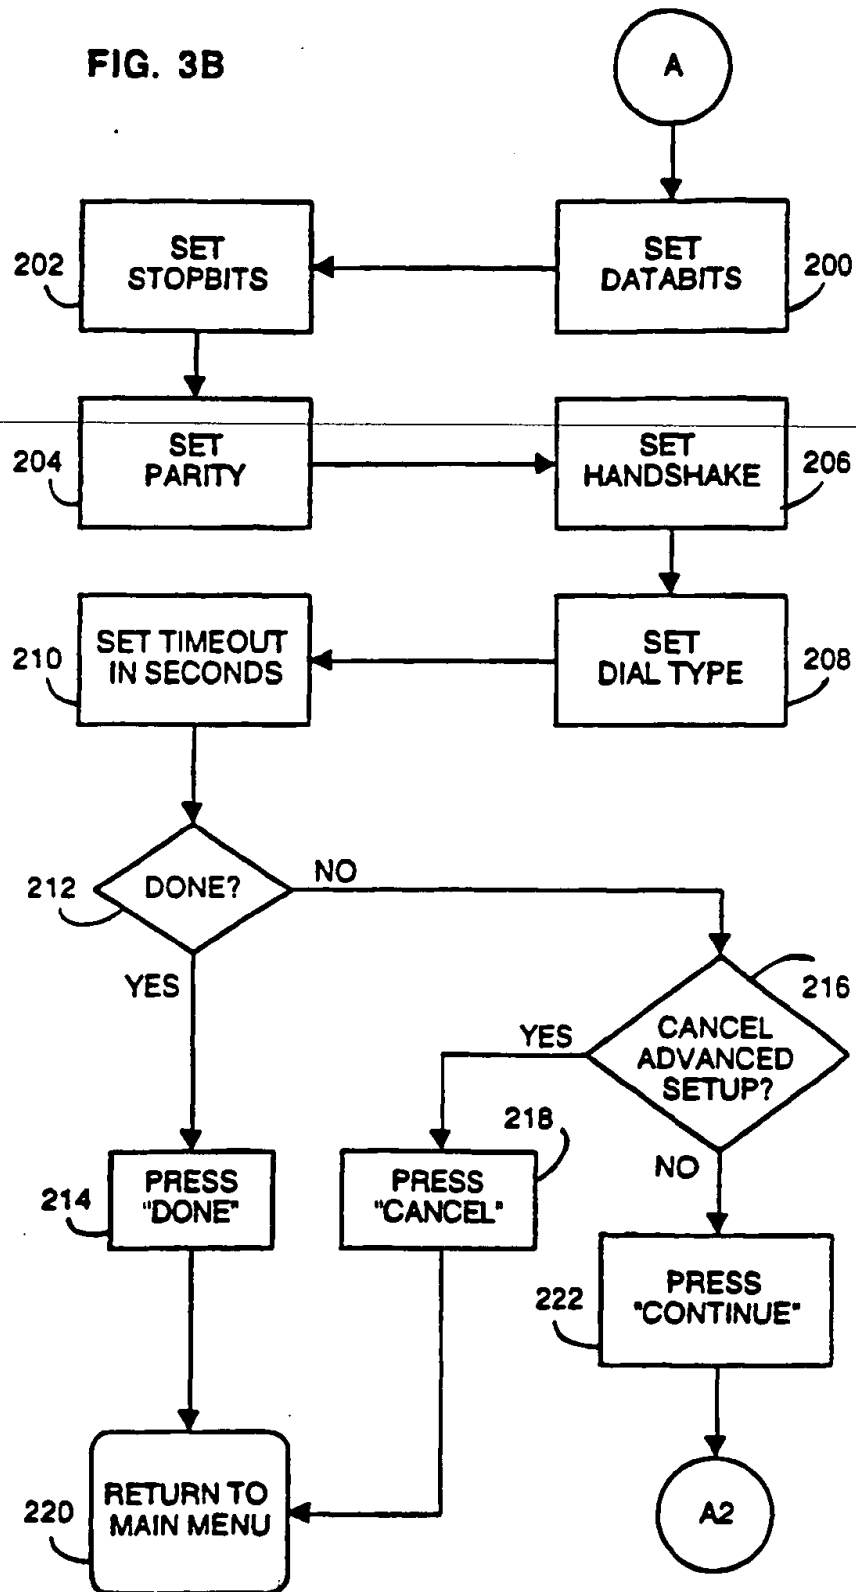 FIG. 3B
A
SET
DATABITS
200
SET
STOPBITS
202
SET
PARITY
204
SET
HANDSHAKE
206
SET
DIAL TYPE
208
SET TIMEOUT
IN SECONDS
210
DONE?
212
NO
YES
CANCEL
ADVANCED
SETUP?
216
YES
NO
PRESS
"DONE"
214
PRESS
"CANCEL"
218
PRESS
"CONTINUE"
222
RETURN TO
MAIN MENU
220
A2